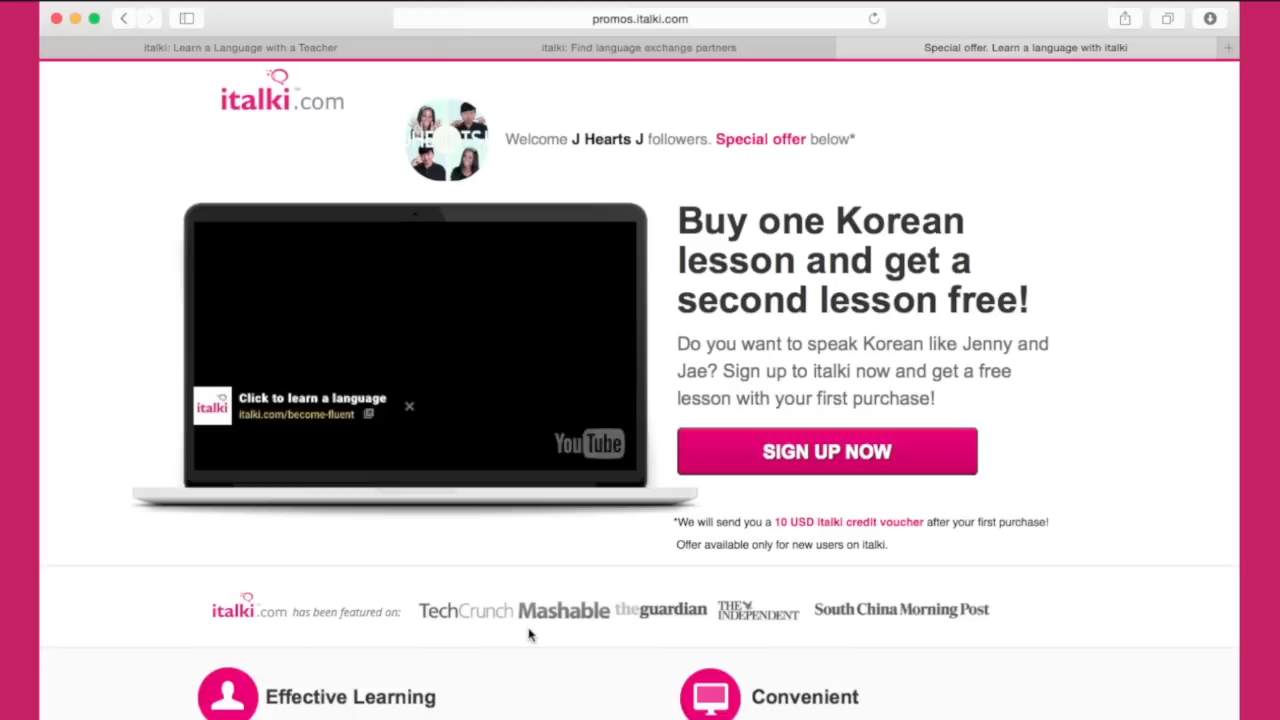 promos.italki.com
italki: Learn a Language with a Teacher
italki: Find language exchange partners
Special offer. Learn a language with italki
italki.com
Welcome J Hearts J followers. Special offer below*
Buy one Korean
lesson and get a
second lesson free!
Do you want to speak Korean like Jenny and
Jae? Sign up to italki now and get a free
lesson with your first purchase!
italki
Click to learn a language
italki.com/become-fluent
YouTube
SIGN UP NOW
*We will send you a 10 USD italki credit voucher after your first purchase!
Offer available only for new users on italki.
italki.com has been featured on:
TechCrunch Mashable theguardian THE INDEPENDENT South China Morning Post
Effective Learning
Convenient